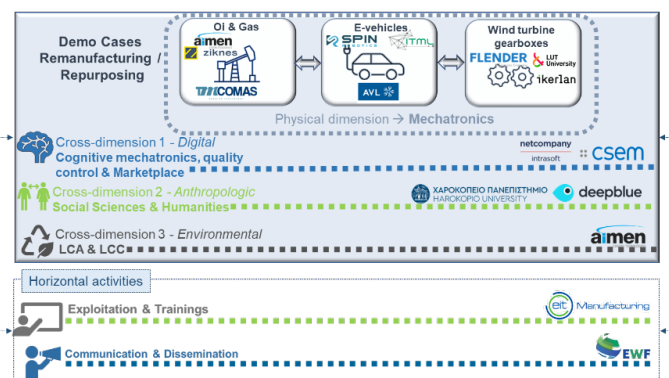 Demo Cases
Remanufacturing /
Repurposing
Oi & Gas
aimen
ziknes
COMAS
E-vehicles
SPIN
ROBOTICS
ITML
AVL
Wind turbine
gearboxes
FLENDER
LUT
University
ikerlan
Physical dimension → Mechatronics
Cross-dimension 1 - Digital
Cognitive mechatronics, quality
control & Marketplace
netcompany
intrasoft
csem
Cross-dimension 2 - Anthropologic
Social Sciences & Humanities
ΧΑΡΟΚΟΠΕΙΟ ΠΑΝΕΠΙΣΤΗΜΙΟ
HAROKOPIO UNIVERSITY
deepblue
Cross-dimension 3 - Environmental
LCA & LCC
aimen
Horizontal activities
Exploitation & Trainings
eit Manufacturing
Communication & Dissemination
EWF